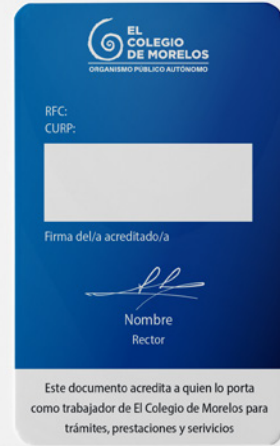 EL
COLEGIO
DE MORELOS
ORGANISMO PÚBLICO AUTÓNOMO
RFC:
CURP:
Firma del/a acreditado/a
Nombre
Rector
Este documento acredita a quien lo porta
como trabajador de El Colegio de Morelos para
trámites, prestaciones y serivicios